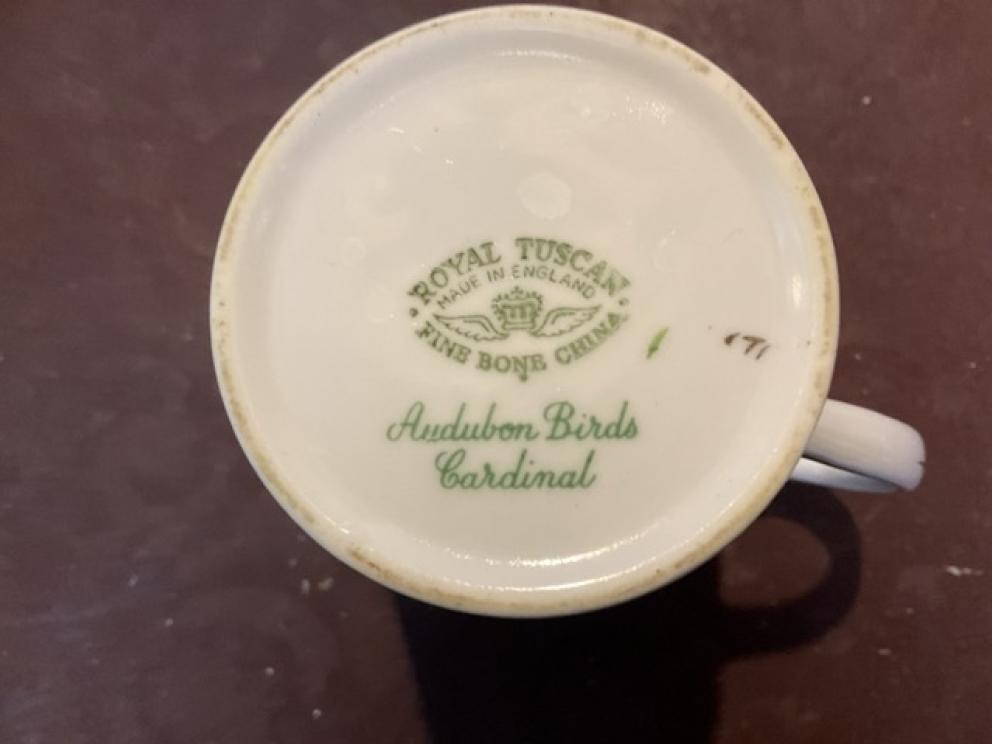 ROYAL TUSCAN
MADE IN ENGLAND
FINE BONE CHINA
Audubon Birds
Cardinal